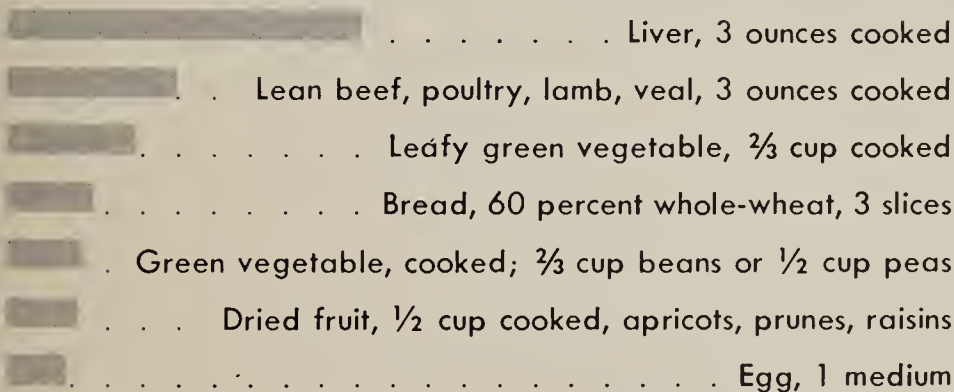 . . . . . . . Liver, 3 ounces cooked
. . Lean beef, poultry, lamb, veal, 3 ounces cooked
. . . . . . . Leafy green vegetable, ⅔ cup cooked
. . . . . . . . . Bread, 60 percent whole-wheat, 3 slices
. Green vegetable, cooked; ⅔ cup beans or ½ cup peas
. . . Dried fruit, ½ cup cooked, apricots, prunes, raisins
. . . . . . . . . . . . . . . . . . . Egg, 1 medium